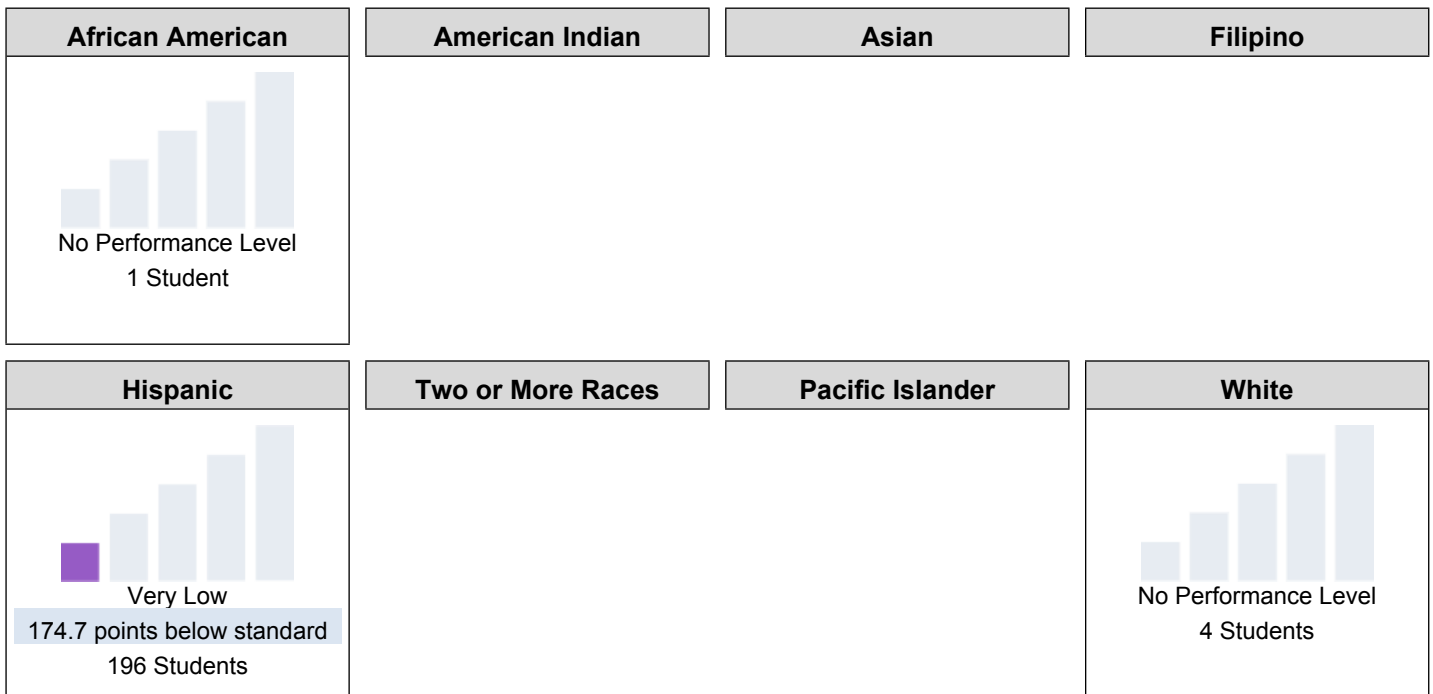 African American
American Indian
Asian
Filipino
No Performance Level
1 Student
Hispanic
Two or More Races
Pacific Islander
White
Very Low
174.7 points below standard
196 Students
No Performance Level
4 Students